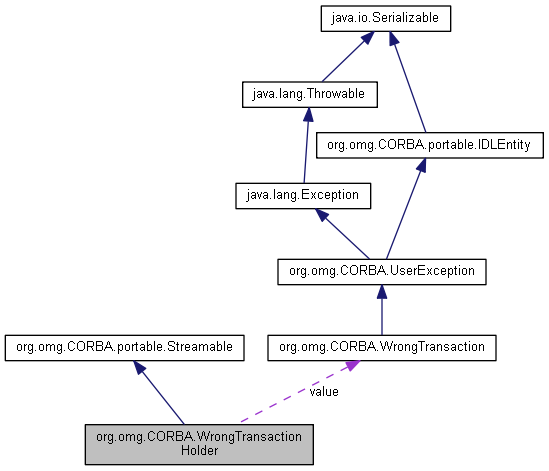 java.io.Serializable
java.lang.Throwable
org.omg.CORBA.portable.IDLEntity
java.lang.Exception
org.omg.CORBA.UserException
org.omg.CORBA.portable.Streamable
org.omg.CORBA.WrongTransaction
value
org.omg.CORBA.WrongTransaction
Holder